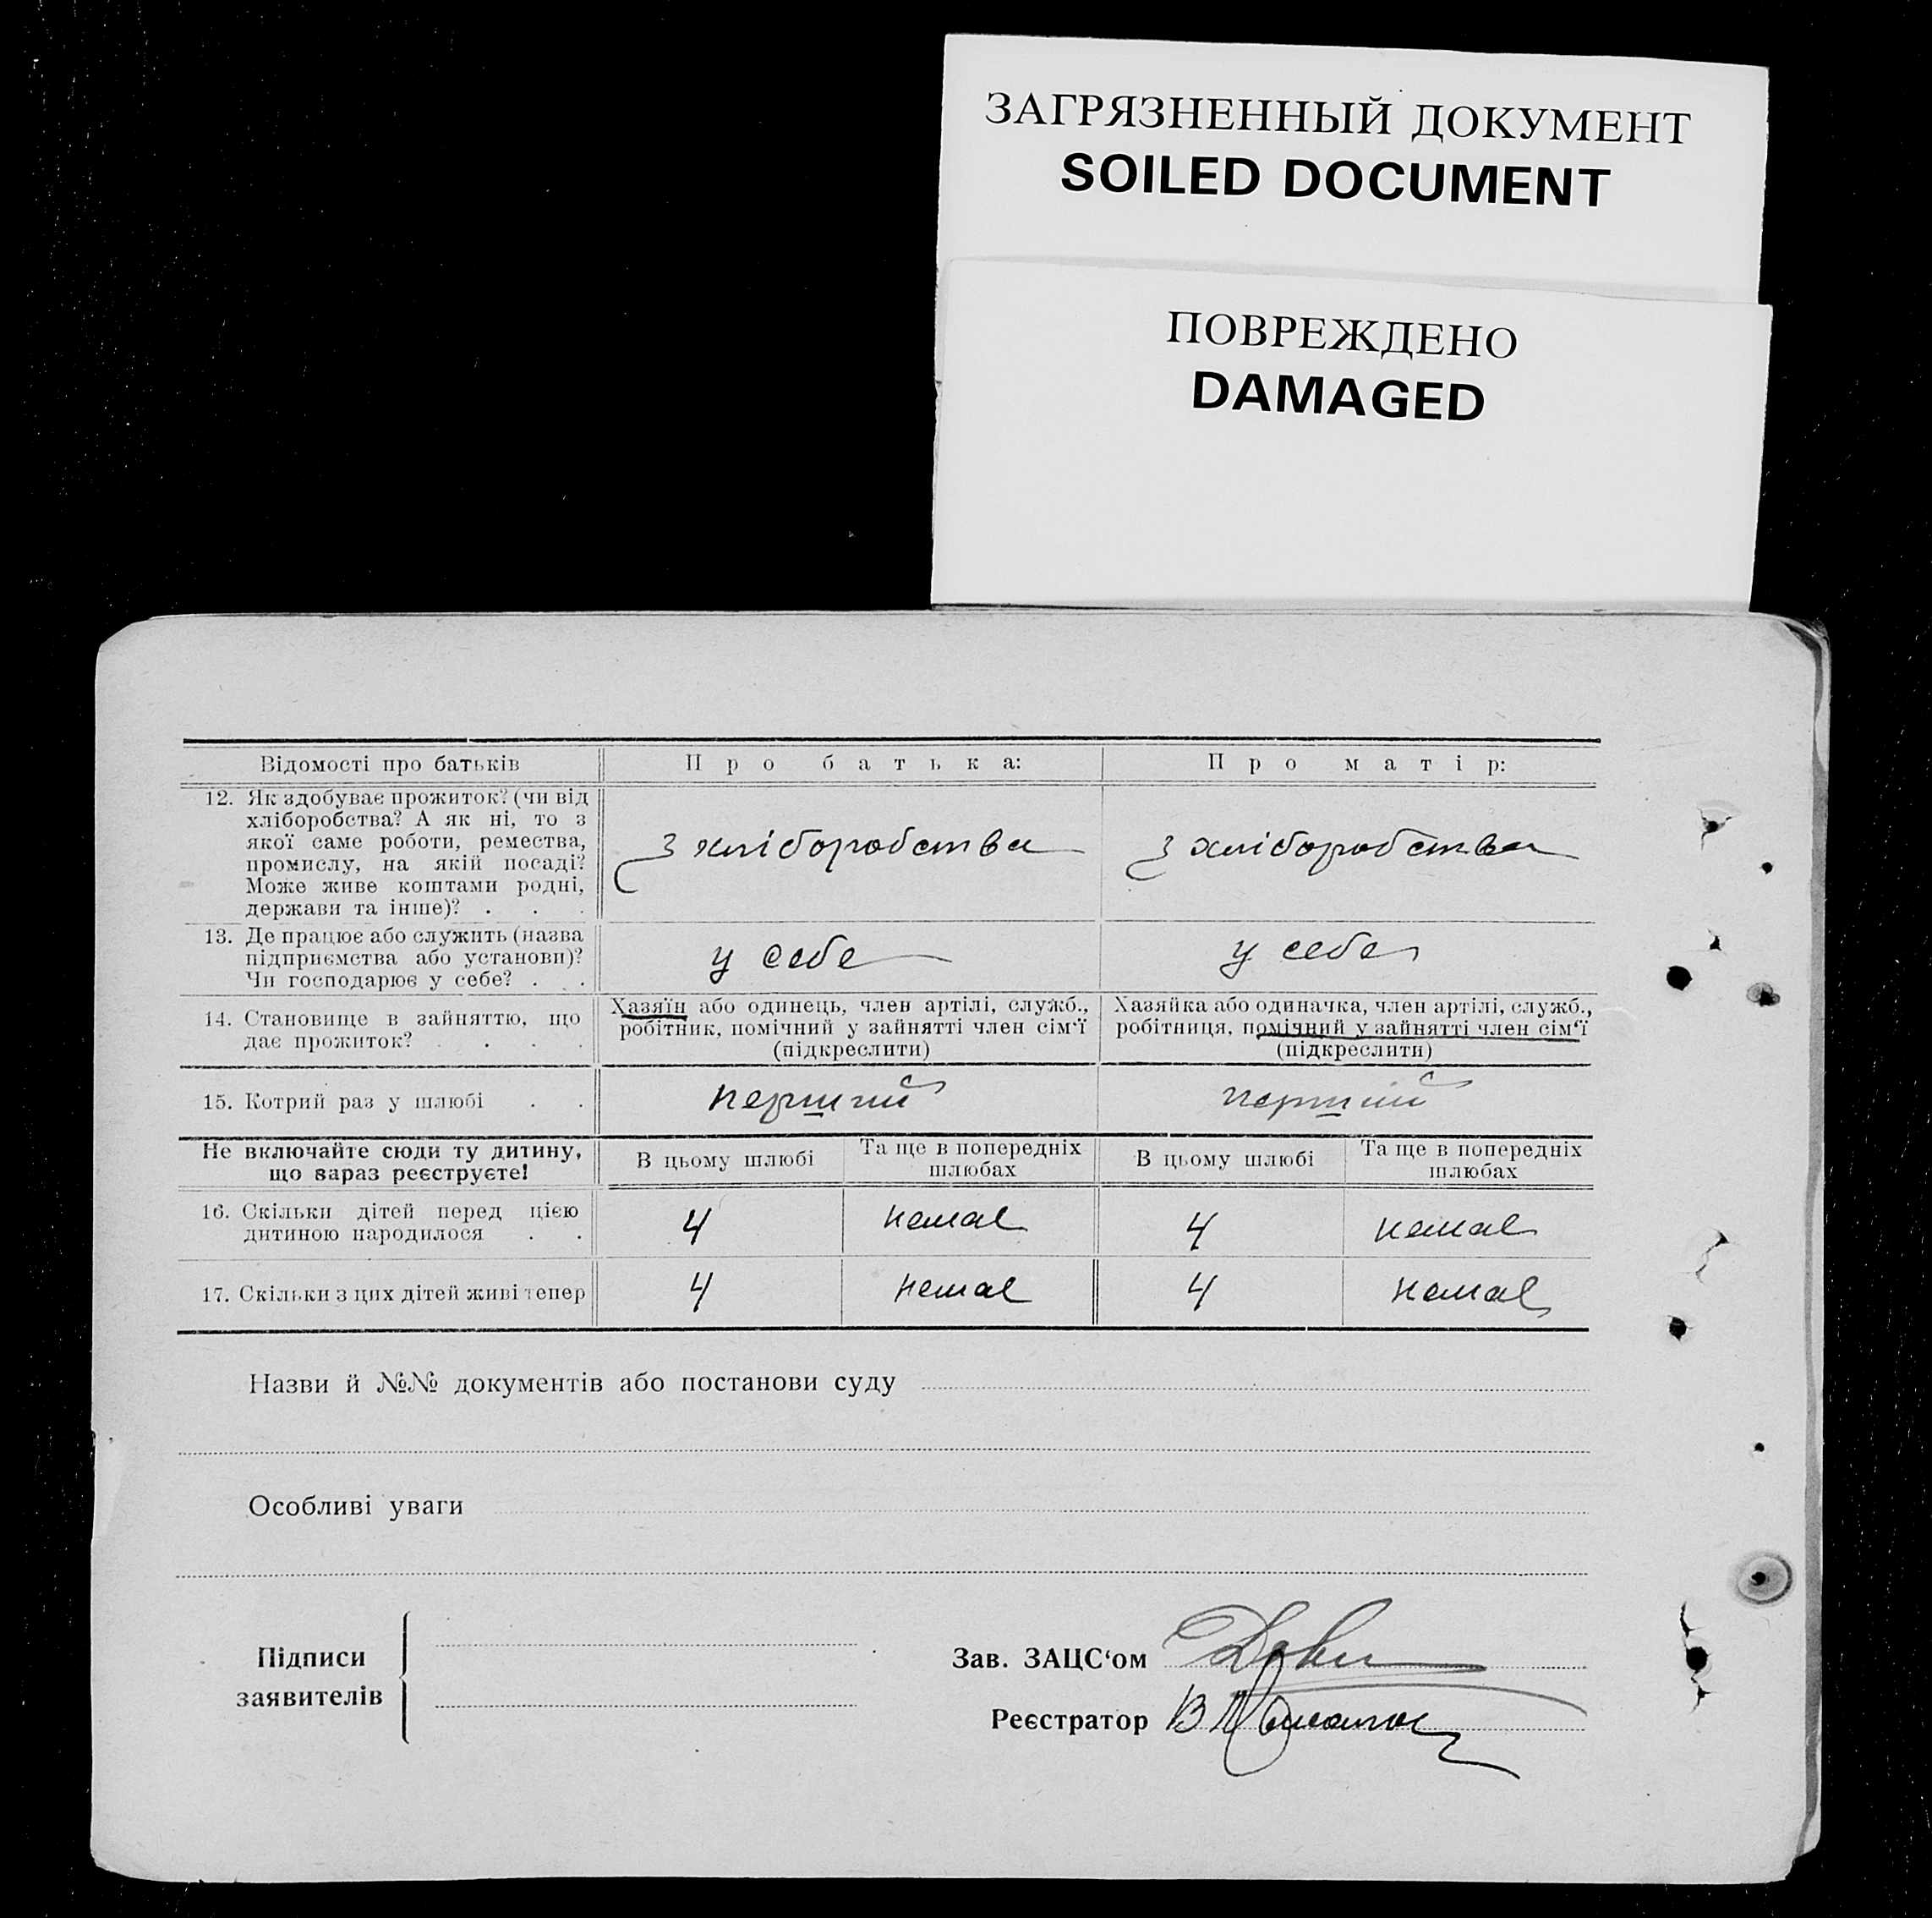 ЗАГРЯЗНЕННЫЙ ДОКУМЕНТ
SOILED DOCUMENT
ПОВРЕЖДЕНО
DAMAGED
Відомості про батьків
Про батька:
Про матір:
12. Як здобуває прожиток? (чи від
хліборобства? А як ні, то з
якої саме роботи, ремества,
промислу, на якій посаді?
Може живе коштами родні,
держави та інше)? . . .
з хліборобства
з хліборобства
13. Де працює або служить (назва
підприємства або установи)?
Чи господарює у себе? . . .
у себе
у себе
14. Становище в зайняттю, що
дає прожиток? . . . .
Хазяїн або одинець, член артілі, служб.,
робітник, помічний у зайнятті член сім'ї
(підкреслити)
Хазяйка або одиначка, член артілі, служб.,
робітниця, помічний у зайнятті член сім'ї
(підкреслити)
15. Котрий раз у шлюбі . .
перший
перший
Не включайте сюди ту дитину,
що зараз реєструєте!
В цьому шлюбі
Та ще в попередніх
шлюбах
В цьому шлюбі
Та ще в попередніх
шлюбах
16. Скільки дітей перед цією
дитиною народилося . .
4
немає
4
немає
17. Скільки з цих дітей живі тепер
4
немає
4
немає
Назви й №№ документів або постанови суду
Особливі уваги
Підписи
заявителів
Зав. ЗАЦС'ом
Реєстратор